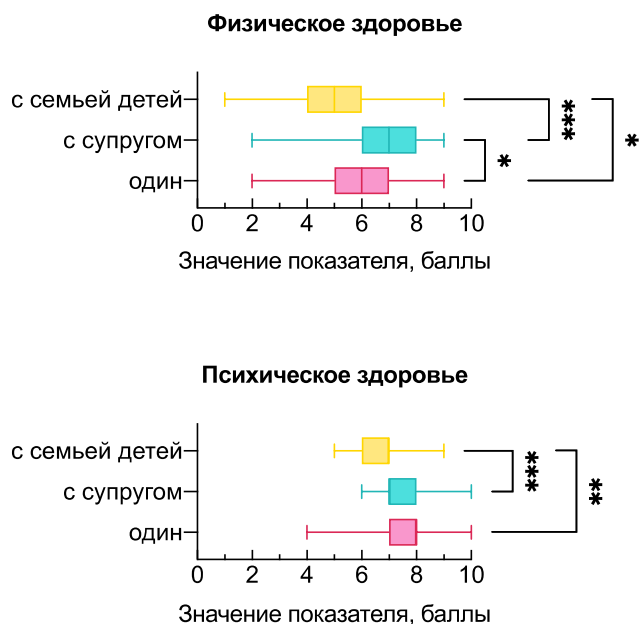 Физическое здоровье
с семьей детей
с супругом
один
***
*
*
0 2 4 6 8 10
Значение показателя, баллы
Психическое здоровье
с семьей детей
с супругом
один
***
**
0 2 4 6 8 10
Значение показателя, баллы